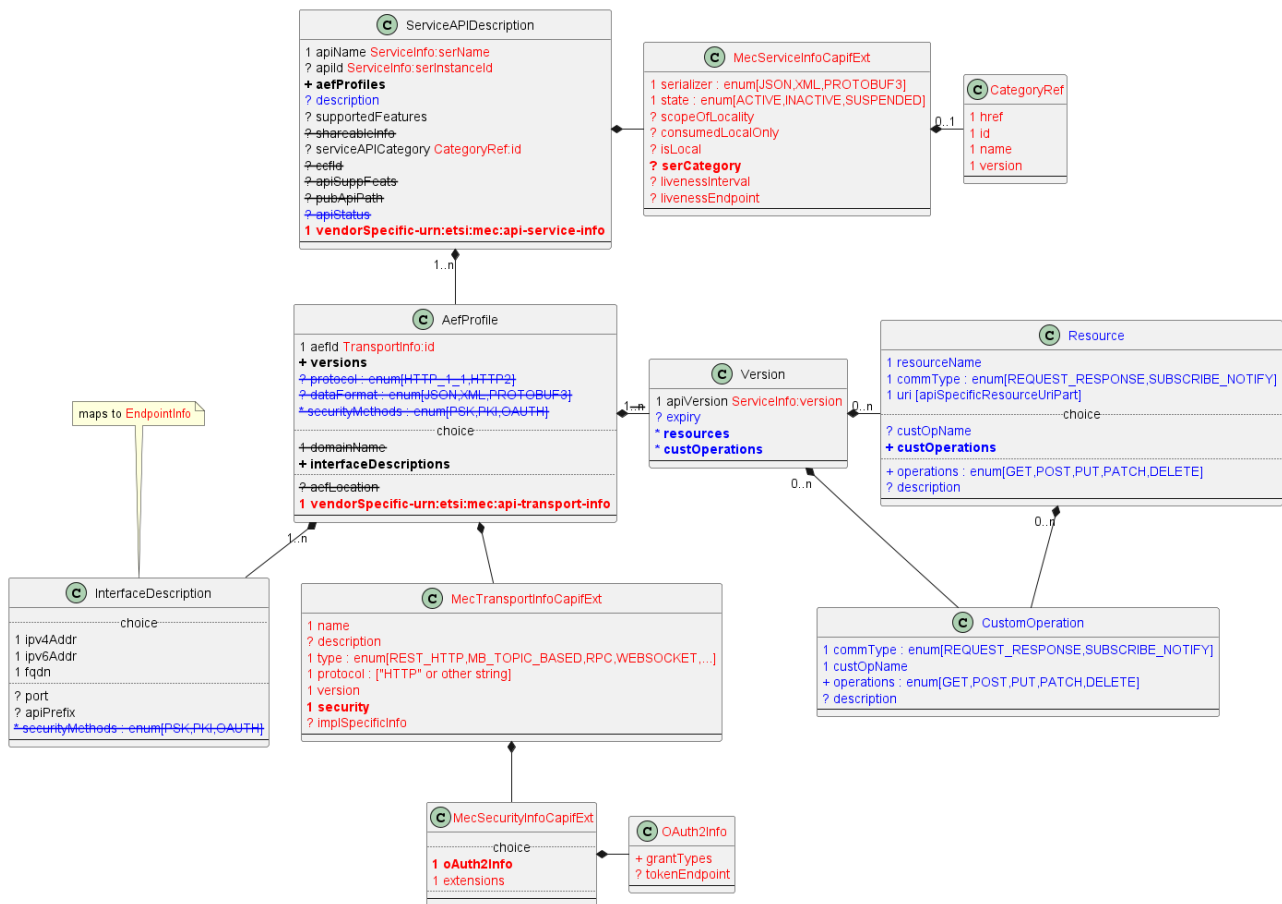 C ServiceAPIDescription
1 apiName ServiceInfo:serName
? apiId ServiceInfo:serInstanceId
+ aefProfiles
? description
? supportedFeatures
? shareableInfo
? serviceAPICategory CategoryRef:id
? ccfId
? apiSuppFeats
? pubApiPath
? apiStatus
1 vendorSpecific-urn:etsi:mec:api-service-info
C MecServiceInfoCapifExt
1 serializer : enum[JSON,XML,PROTOBUF3]
1 state : enum[ACTIVE,INACTIVE,SUSPENDED]
? scopeOfLocality
? consumedLocalOnly
? isLocal
? serCategory
? livenessInterval
? livenessEndpoint
0..1
C CategoryRef
1 href
1 id
1 name
1 version
1..n
C AefProfile
1 aefId TransportInfo:id
+ versions
? protocol : enum[HTTP_1_1,HTTP2]
? dataFormat : enum[JSON,XML,PROTOBUF3]
* securityMethods : enum[PSK,PKI,OAUTH]
choice
1 domainName
+ interfaceDescriptions
? aefLocation
1 vendorSpecific-urn:etsi:mec:api-transport-info
1..n
C Version
1 apiVersion ServiceInfo:version
? expiry
* resources
* custOperations
0..n
C Resource
1 resourceName
1 commType : enum[REQUEST_RESPONSE,SUBSCRIBE_NOTIFY]
1 uri [apiSpecificResourceUriPart]
choice
? custOpName
+ custOperations
+ operations : enum[GET,POST,PUT,PATCH,DELETE]
? description
maps to EndpointInfo
0..n
0..n
1..n
C InterfaceDescription
choice
1 ipv4Addr
1 ipv6Addr
1 fqdn
? port
? apiPrefix
* securityMethods : enum[PSK,PKI,OAUTH]
C MecTransportInfoCapifExt
1 name
? description
1 type : enum[REST_HTTP,MB_TOPIC_BASED,RPC,WEBSOCKET,...]
1 protocol : ["HTTP" or other string]
1 version
1 security
? implSpecificInfo
C CustomOperation
1 commType : enum[REQUEST_RESPONSE,SUBSCRIBE_NOTIFY]
1 custOpName
+ operations : enum[GET,POST,PUT,PATCH,DELETE]
? description
C MecSecurityInfoCapifExt
choice
1 oAuth2Info
1 extensions
C OAuth2Info
+ grantTypes
? tokenEndpoint